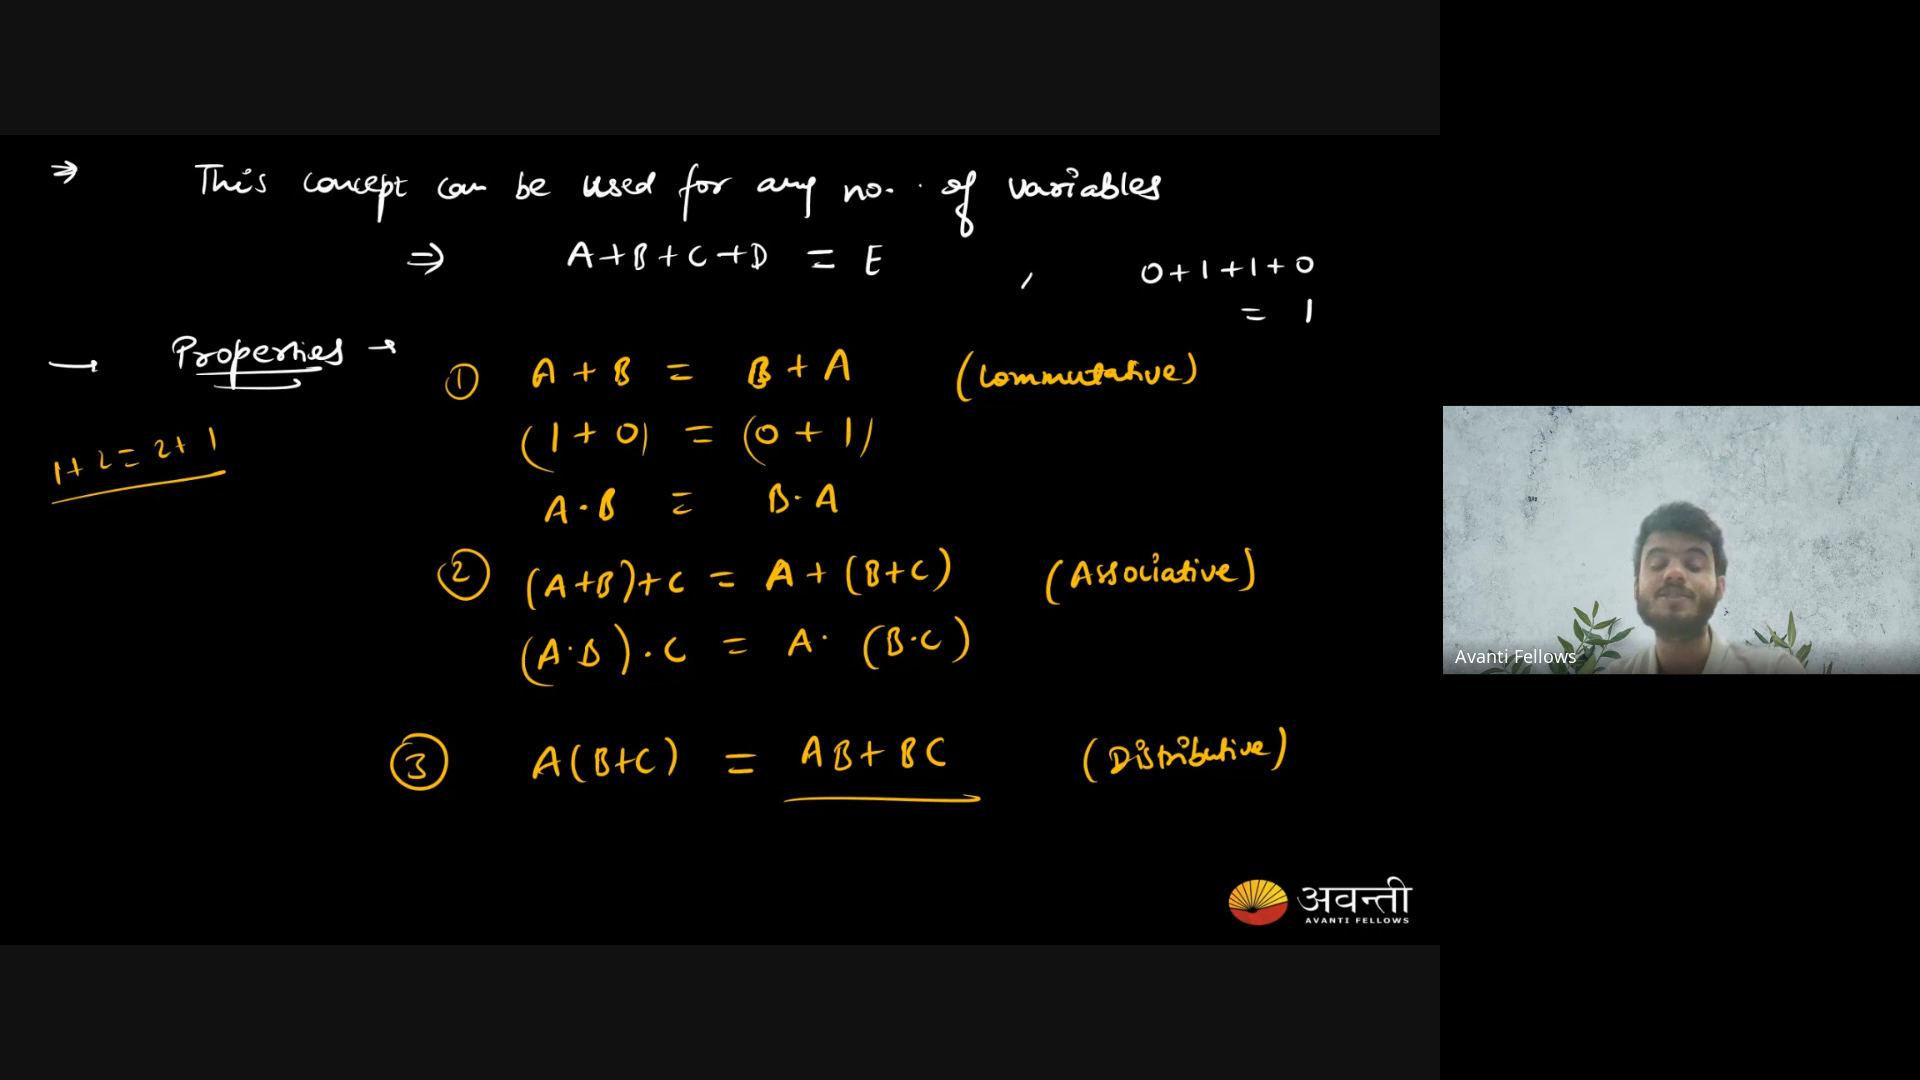 ⇒ This concept can be used for any no. of variables
⇒ A+B+C+D = E , 0+1+1+0
= 1
→ Properties →
① A + B = B + A (Commutative)
(1 + 0) = (0 + 1)
1+2=2+1
A·B = B·A
② (A+B)+C = A+(B+C) (Associative)
(A·B)·C = A·(B·C)
③ A(B+C) = AB+BC (Distributive)
Avanti Fellows
अवन्ती
AVANTI FELLOWS